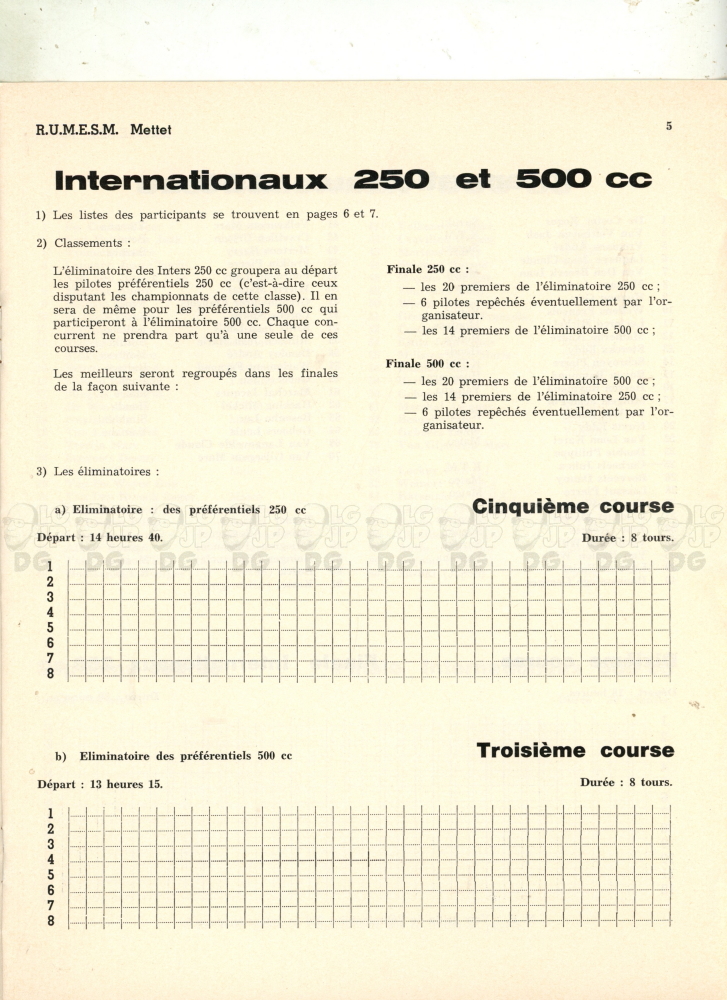 R.U.M.E.S.M. Mettet
5
Internationaux 250 et 500 cc
1) Les listes des participants se trouvent en pages 6 et 7.
2) Classements :
L'éliminatoire des Inters 250 cc groupera au départ
les pilotes préférentiels 250 cc (c'est-à-dire ceux
disputant les championnats de cette classe). Il en
sera de même pour les préférentiels 500 cc qui
participeront à l'éliminatoire 500 cc. Chaque con-
current ne prendra part qu'à une seule de ces
courses.
Les meilleurs seront regroupés dans les finales
de la façon suivante :
Finale 250 cc :
— les 20 premiers de l'éliminatoire 250 cc ;
— 6 pilotes repêchés éventuellement par l'or-
ganisateur.
— les 14 premiers de l'éliminatoire 500 cc ;
Finale 500 cc :
— les 20 premiers de l'éliminatoire 500 cc ;
— les 14 premiers de l'éliminatoire 250 cc ;
— 6 pilotes repêchés éventuellement par l'or-
ganisateur.
3) Les éliminatoires :
a) Eliminatoire : des préférentiels 250 cc
Cinquième course
Départ : 14 heures 40.
Durée : 8 tours.
1
2
3
4
5
6
7
8
b) Eliminatoire des préférentiels 500 cc
Troisième course
Départ : 13 heures 15.
Durée : 8 tours.
1
2
3
4
5
6
7
8